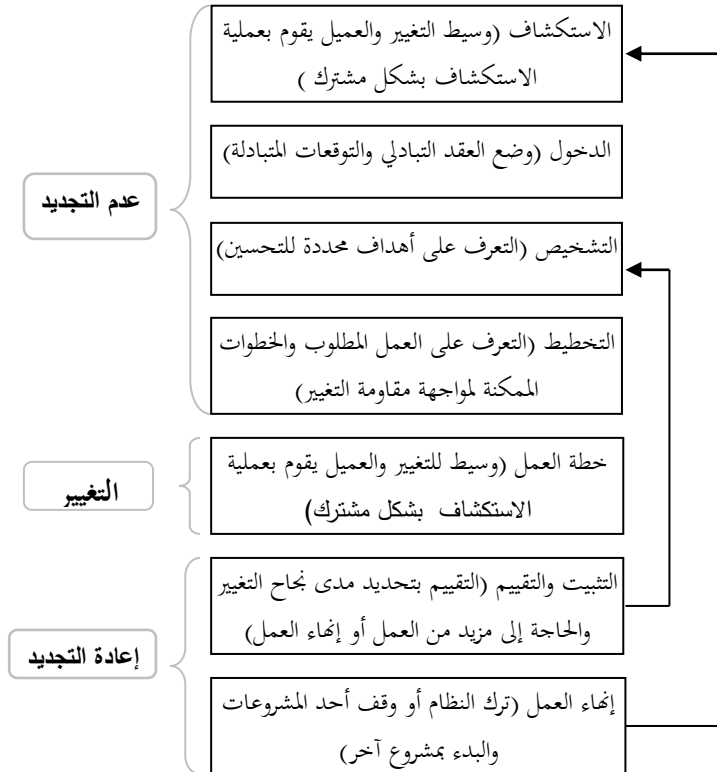 الاستكشاف (وسيط التغيير والعميل يقوم بعملية
الاستكشاف بشكل مشترك )
الدخول (وضع العقد التبادلي والتوقعات المتبادلة)
عدم التجديد
التشخيص (التعرف على أهداف محددة للتحسين)
التخطيط (التعرف على العمل المطلوب والخطوات
الممكنة لمواجهة مقاومة التغيير)
خطة العمل (وسيط للتغيير والعميل يقوم بعملية
الاستكشاف بشكل مشترك)
التغيير
التثبيت والتقييم (التقييم بتحديد مدى نجاح التغيير
والحاجة إلى مزيد من العمل أو إنهاء العمل)
إعادة التجديد
إنهاء العمل (ترك النظام أو وقف أحد المشروعات
والبدء بمشروع آخر)